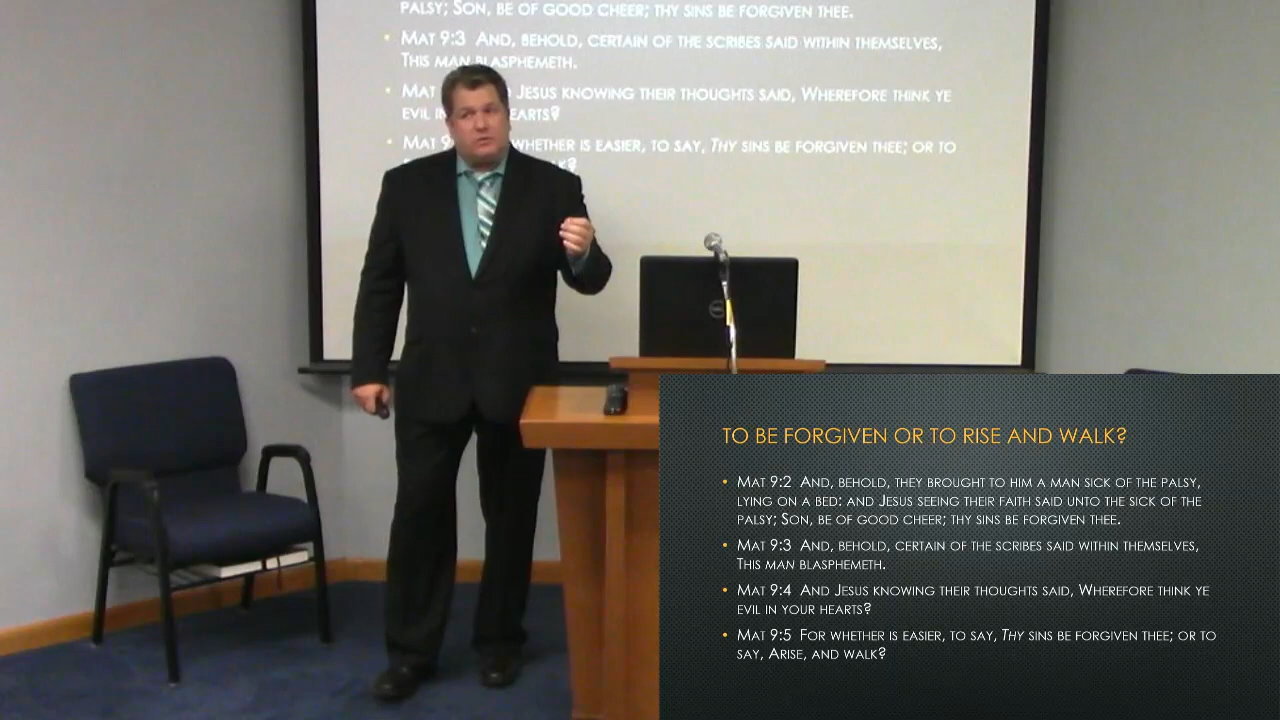 PALSY; SON, BE OF GOOD CHEER; THY SINS BE FORGIVEN THEE.
• MAT 9:3 AND, BEHOLD, CERTAIN OF THE SCRIBES SAID WITHIN THEMSELVES,
THIS MAN BLASPHEMETH.
• MAT JESUS KNOWING THEIR THOUGHTS SAID, WHEREFORE THINK YE
EVIL IN EARTS?
• MAT 9: WHETHER IS EASIER, TO SAY, THY SINS BE FORGIVEN THEE; OR TO
TO BE FORGIVEN OR TO RISE AND WALK?
• MAT 9:2 AND, BEHOLD, THEY BROUGHT TO HIM A MAN SICK OF THE PALSY,
LYING ON A BED: AND JESUS SEEING THEIR FAITH SAID UNTO THE SICK OF THE
PALSY; SON, BE OF GOOD CHEER; THY SINS BE FORGIVEN THEE.
• MAT 9:3 AND, BEHOLD, CERTAIN OF THE SCRIBES SAID WITHIN THEMSELVES,
THIS MAN BLASPHEMETH.
• MAT 9:4 AND JESUS KNOWING THEIR THOUGHTS SAID, WHEREFORE THINK YE
EVIL IN YOUR HEARTS?
• MAT 9:5 FOR WHETHER IS EASIER, TO SAY, THY SINS BE FORGIVEN THEE; OR TO
SAY, ARISE, AND WALK?